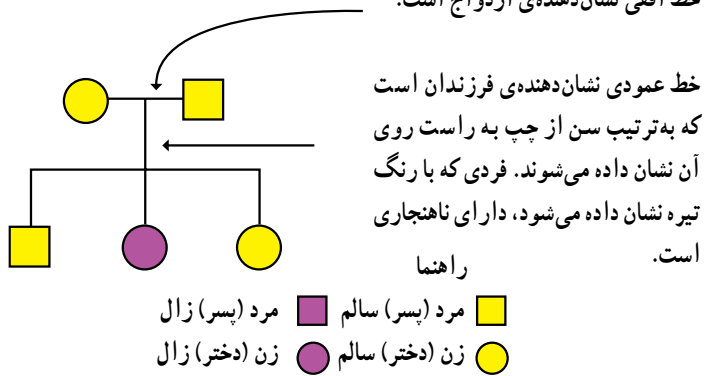 خط افقی نشان‌دهنده‌ی ازدواج است.
خط عمودی نشان‌دهنده‌ی فرزندان است
که به‌ترتیب سن از چپ به راست روی
آن نشان داده می‌شوند. فردی که با رنگ
تیره نشان داده می‌شود، دارای ناهنجاری
است.
راهنما
مرد (پسر) سالم مرد (پسر) زال
زن (دختر) سالم زن (دختر) زال